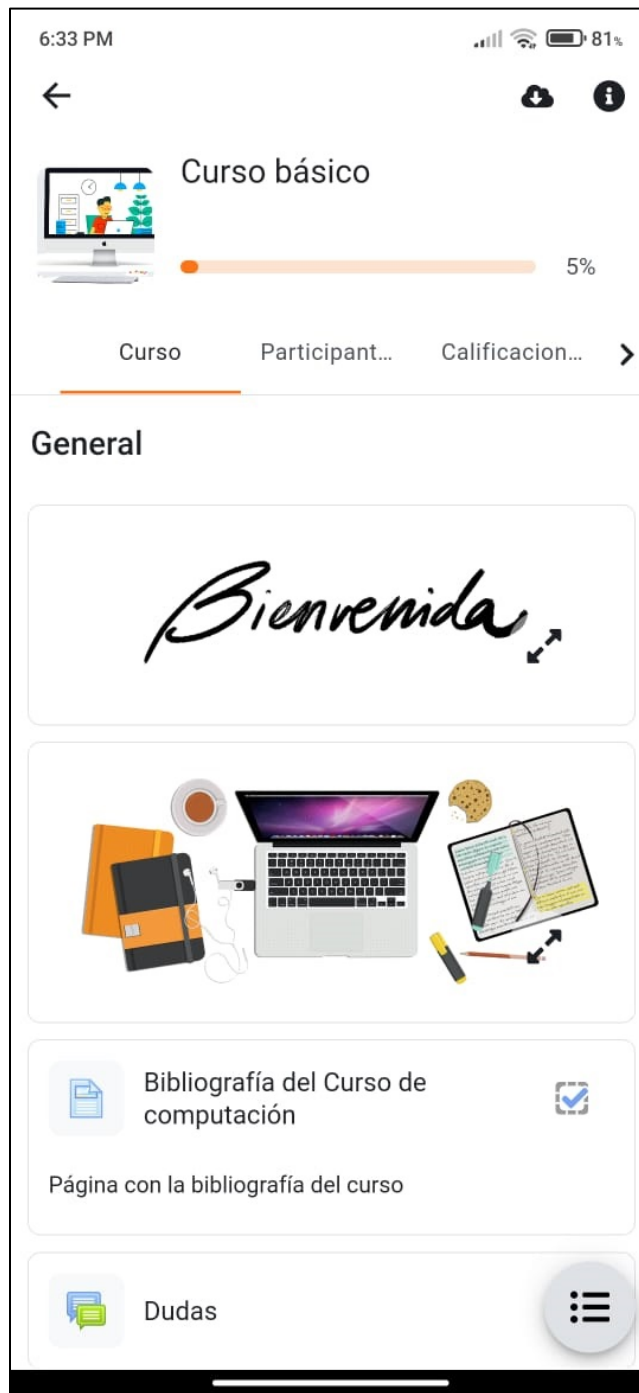 6:33 PM
81%
Curso básico
5%
Curso
Participant...
Calificacion...
General
Bienvenida
Bibliografía del Curso de
computación
Página con la bibliografía del curso
Dudas